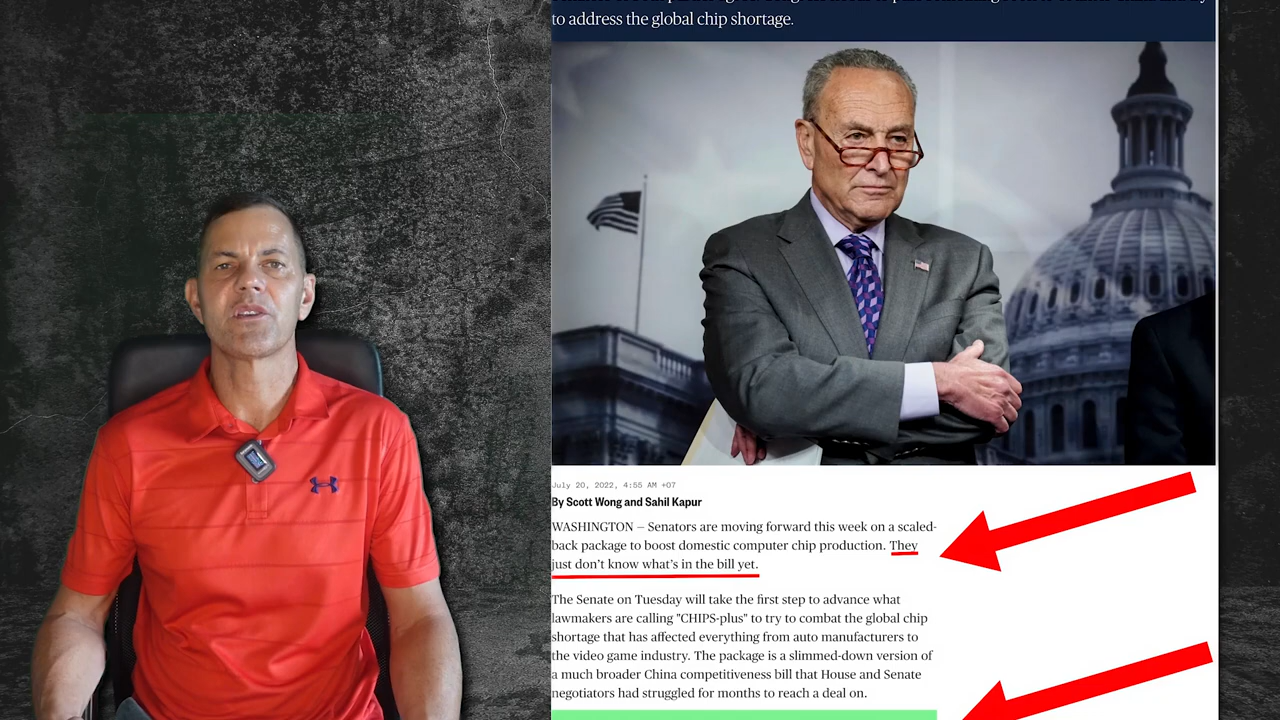 to address the global chip shortage.
July 20, 2022, 4:55 AM +07
By Scott Wong and Sahil Kapur
WASHINGTON — Senators are moving forward this week on a scaled-
back package to boost domestic computer chip production. They
just don't know what's in the bill yet.
The Senate on Tuesday will take the first step to advance what
lawmakers are calling "CHIPS-plus" to try to combat the global chip
shortage that has affected everything from auto manufacturers to
the video game industry. The package is a slimmed-down version of
a much broader China competitiveness bill that House and Senate
negotiators had struggled for months to reach a deal on.